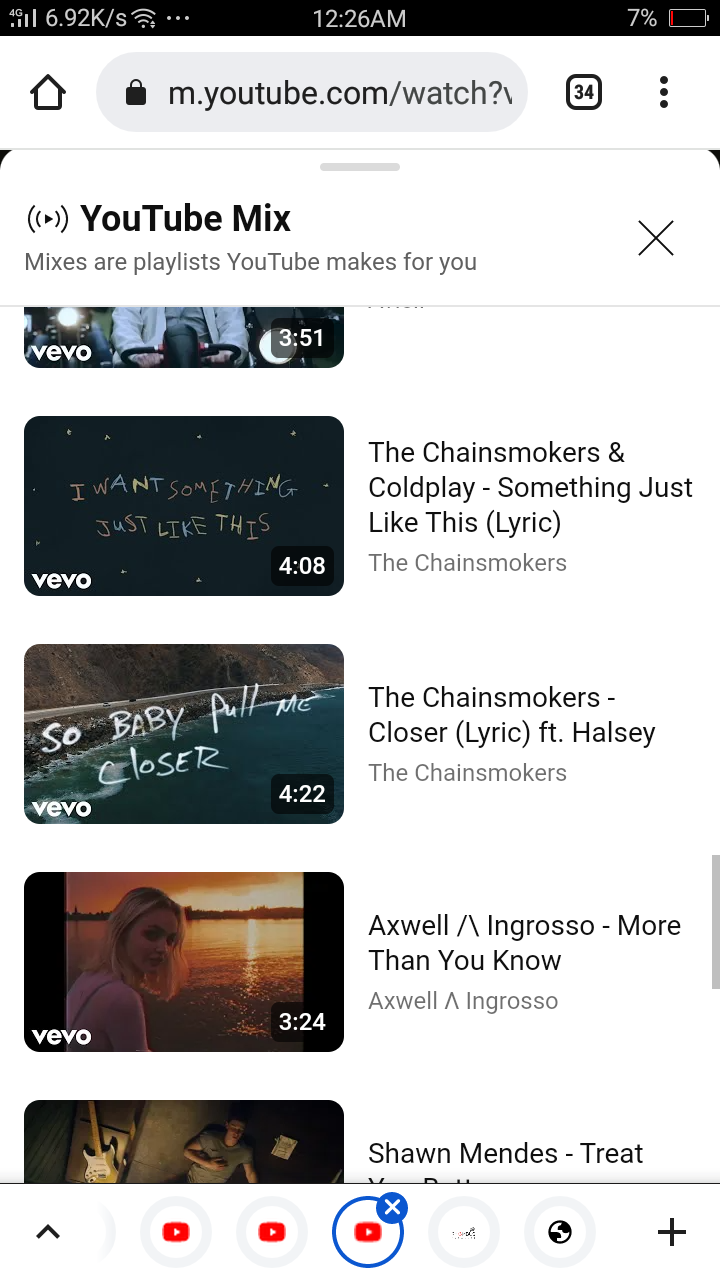 4G 6.92K/s 12:26AM 7%
m.youtube.com/watch?v
34
YouTube Mix
Mixes are playlists YouTube makes for you
vevo 3:51
I WANT SOMETHING
JUST LIKE THIS
vevo 4:08
The Chainsmokers &
Coldplay - Something Just
Like This (Lyric)
The Chainsmokers
SO BABY Pull ME
CLOSER
vevo 4:22
The Chainsmokers -
Closer (Lyric) ft. Halsey
The Chainsmokers
vevo 3:24
Axwell /\ Ingrosso - More
Than You Know
Axwell Λ Ingrosso
Shawn Mendes - Treat